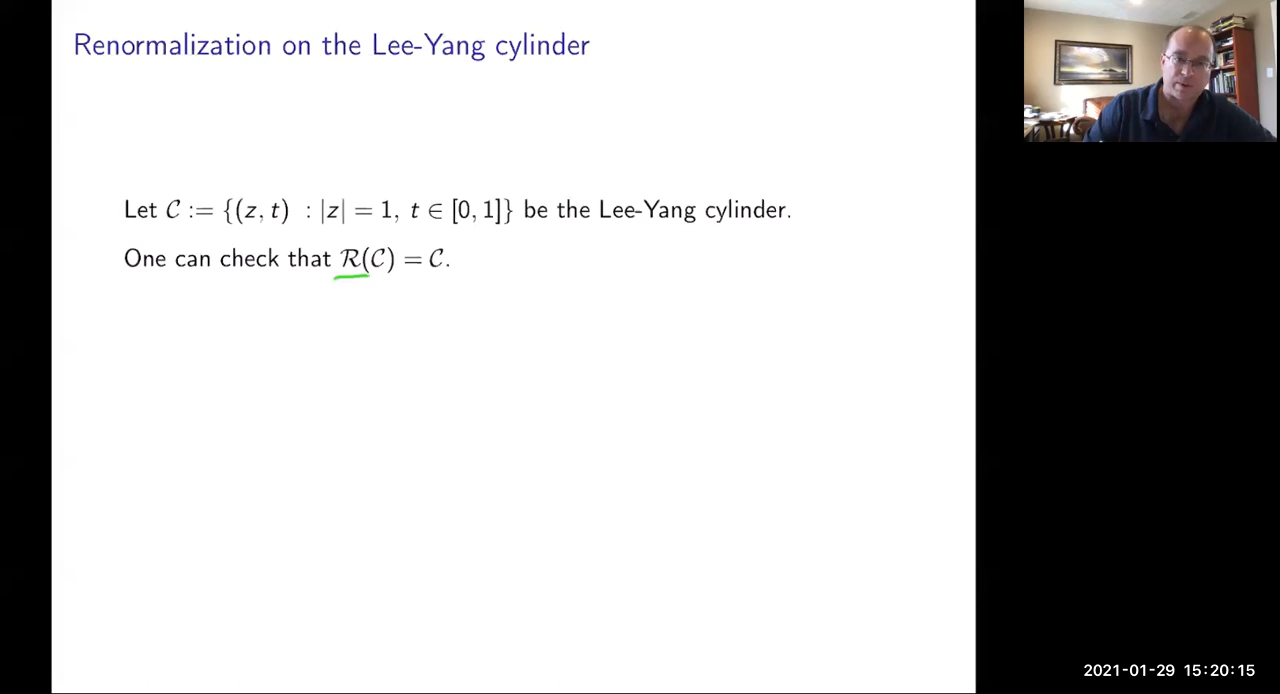 Renormalization on the Lee-Yang cylinder
Let 𝒞 := {(z, t) : |z| = 1, t ∈ [0, 1]} be the Lee-Yang cylinder.
One can check that ℛ(𝒞) = 𝒞.
2021-01-29 15:20:15